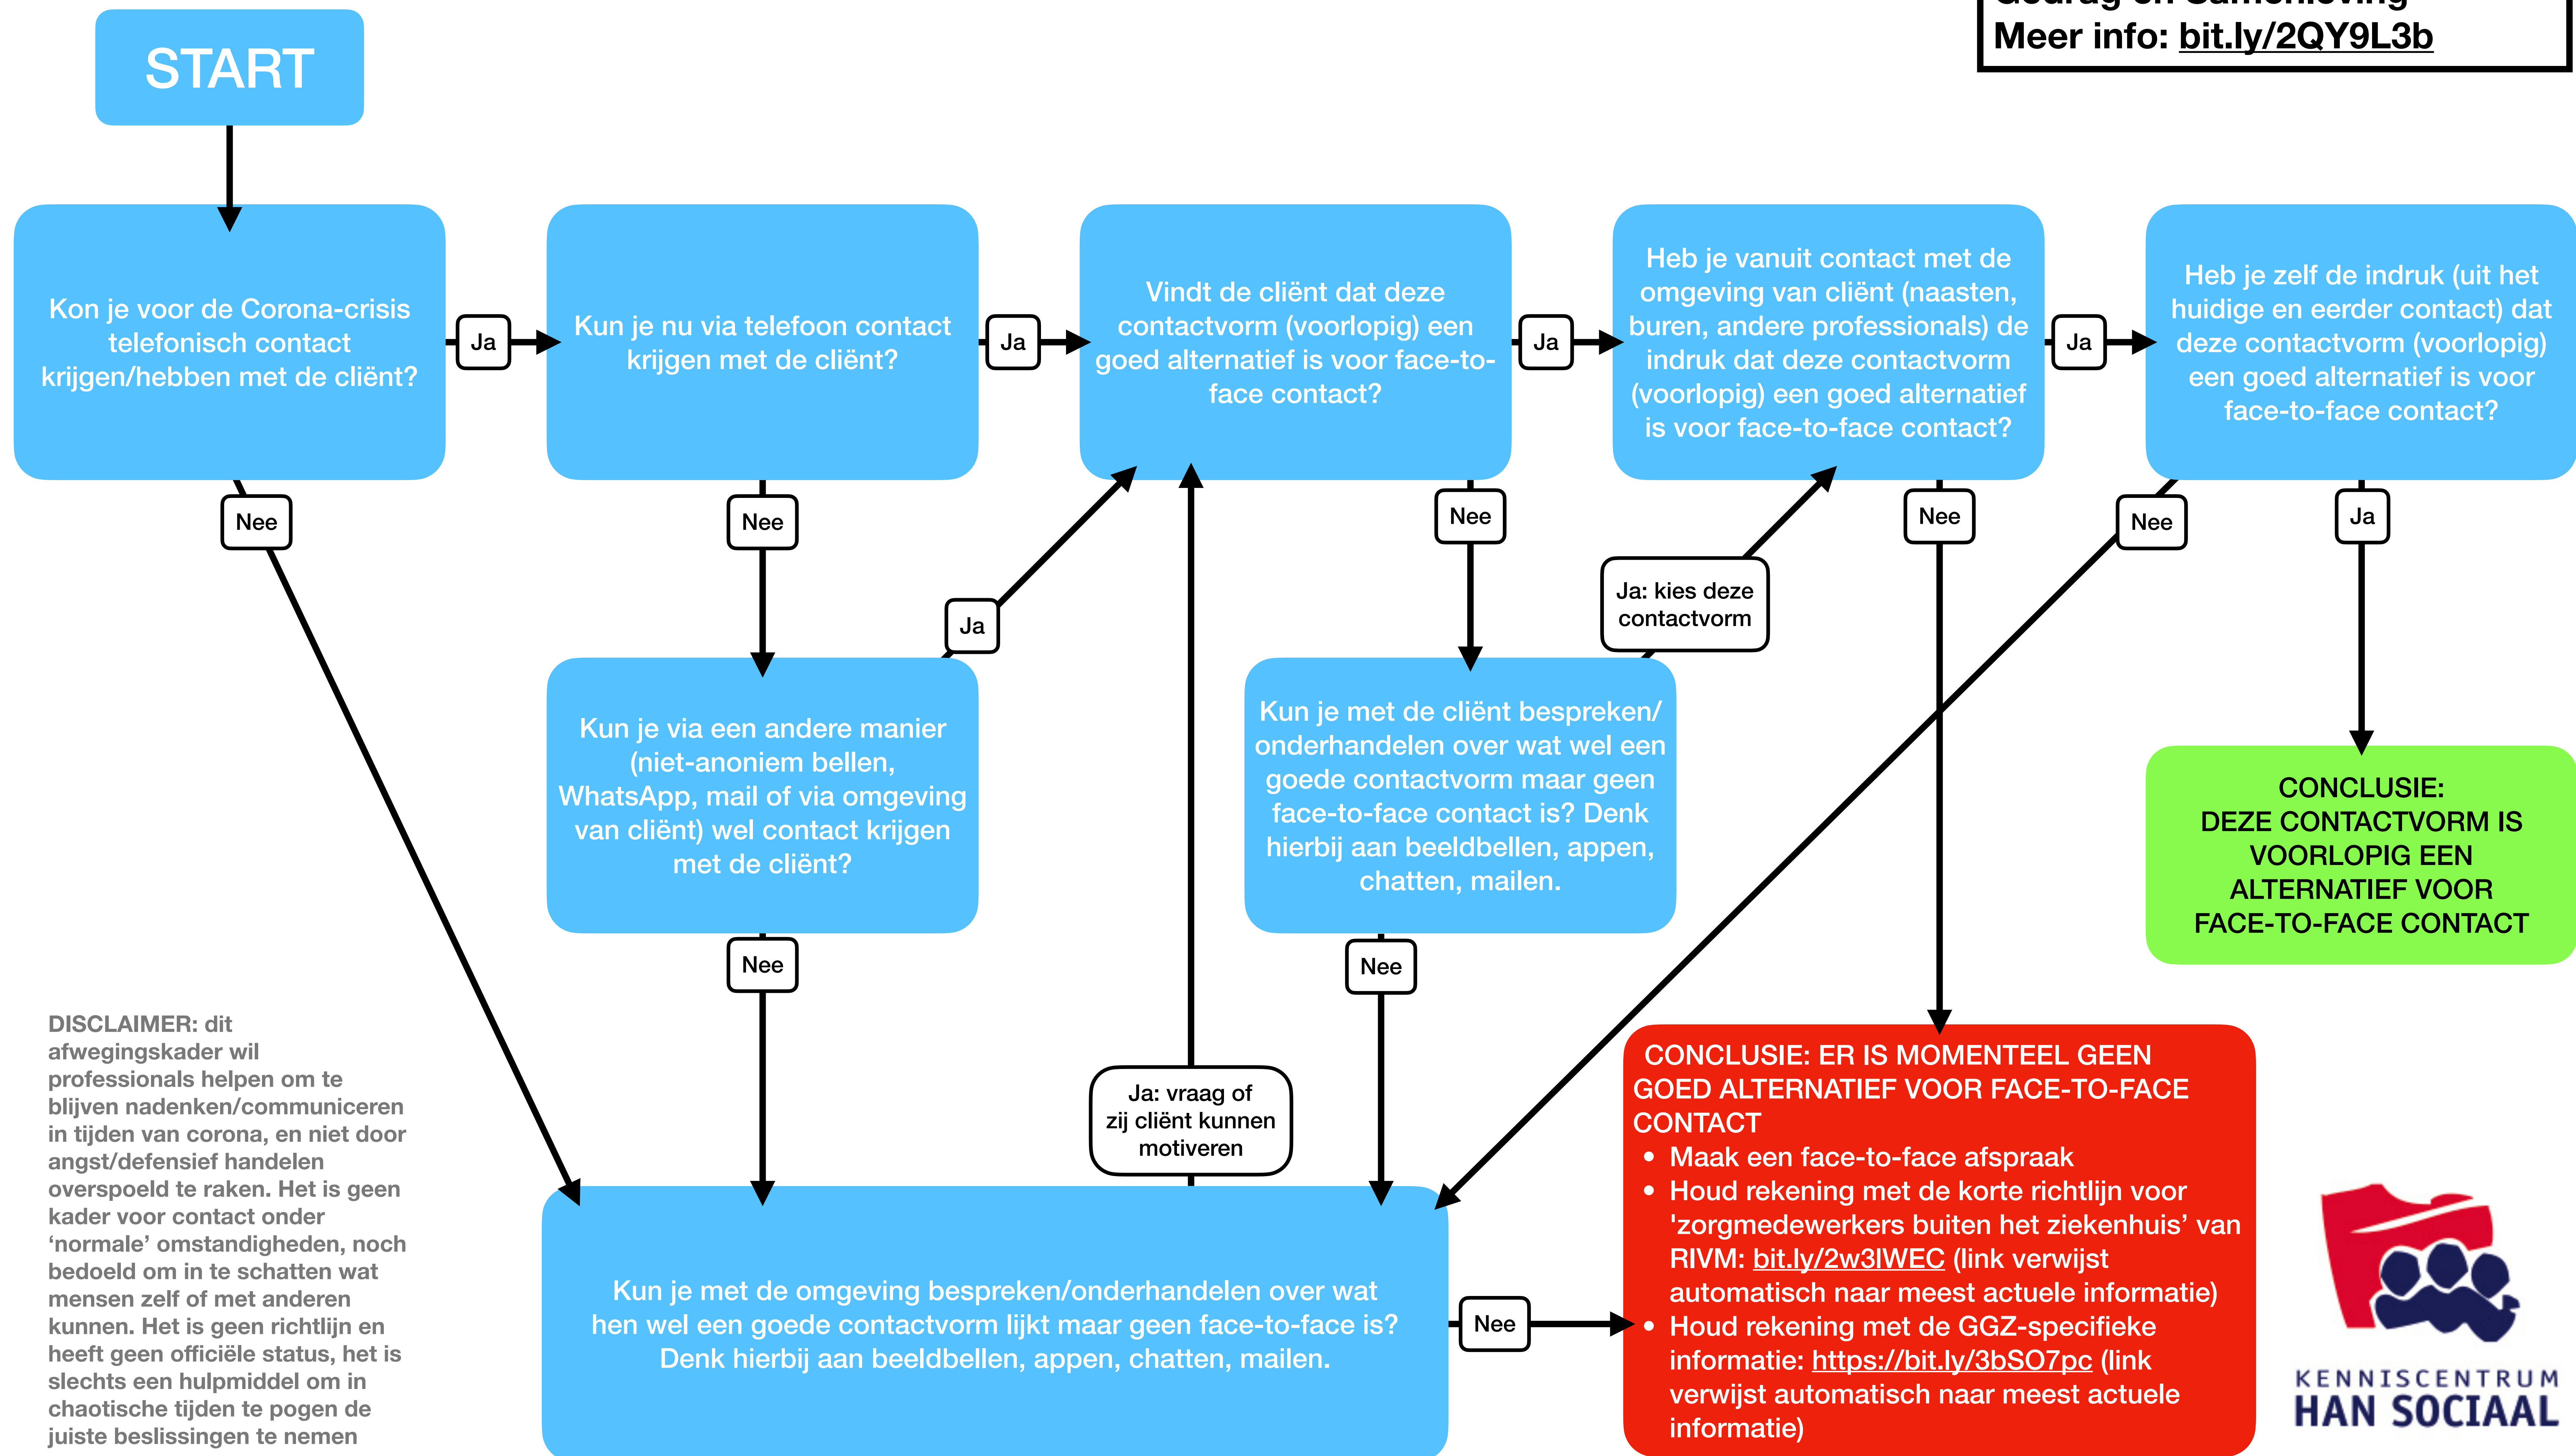 Meer info: bit.ly/2QY9L3b
START
Kon je voor de Corona-crisis
telefonisch contact
krijgen/hebben met de cliënt?
Ja
Kun je nu via telefoon contact
krijgen met de cliënt?
Ja
Vindt de cliënt dat deze
contactvorm (voorlopig) een
goed alternatief is voor face-to-
face contact?
Ja
Heb je vanuit contact met de
omgeving van cliënt (naasten,
buren, andere professionals) de
indruk dat deze contactvorm
(voorlopig) een goed alternatief
is voor face-to-face contact?
Ja
Heb je zelf de indruk (uit het
huidige en eerder contact) dat
deze contactvorm (voorlopig)
een goed alternatief is voor
face-to-face contact?
Nee
Nee
Nee
Nee
Nee
Ja
Ja
Ja: kies deze
contactvorm
Kun je via een andere manier
(niet-anoniem bellen,
WhatsApp, mail of via omgeving
van cliënt) wel contact krijgen
met de cliënt?
Kun je met de cliënt bespreken/
onderhandelen over wat wel een
goede contactvorm maar geen
face-to-face contact is? Denk
hierbij aan beeldbellen, appen,
chatten, mailen.
CONCLUSIE:
DEZE CONTACTVORM IS
VOORLOPIG EEN
ALTERNATIEF VOOR
FACE-TO-FACE CONTACT
Nee
Nee
DISCLAIMER: dit
afwegingskader wil
professionals helpen om te
blijven nadenken/communiceren
in tijden van corona, en niet door
angst/defensief handelen
overspoeld te raken. Het is geen
kader voor contact onder
‘normale’ omstandigheden, noch
bedoeld om in te schatten wat
mensen zelf of met anderen
kunnen. Het is geen richtlijn en
heeft geen officiële status, het is
slechts een hulpmiddel om in
chaotische tijden te pogen de
juiste beslissingen te nemen
Ja: vraag of
zij cliënt kunnen
motiveren
Kun je met de omgeving bespreken/onderhandelen over wat
hen wel een goede contactvorm lijkt maar geen face-to-face is?
Denk hierbij aan beeldbellen, appen, chatten, mailen.
Nee
CONCLUSIE: ER IS MOMENTEEL GEEN
GOED ALTERNATIEF VOOR FACE-TO-FACE
CONTACT
• Maak een face-to-face afspraak
• Houd rekening met de korte richtlijn voor
'zorgmedewerkers buiten het ziekenhuis’ van
RIVM: bit.ly/2w3lWEC (link verwijst
automatisch naar meest actuele informatie)
• Houd rekening met de GGZ-specifieke
informatie: https://bit.ly/3bSO7pc (link
verwijst automatisch naar meest actuele
informatie)
KENNISCENTRUM
HAN SOCIAAL